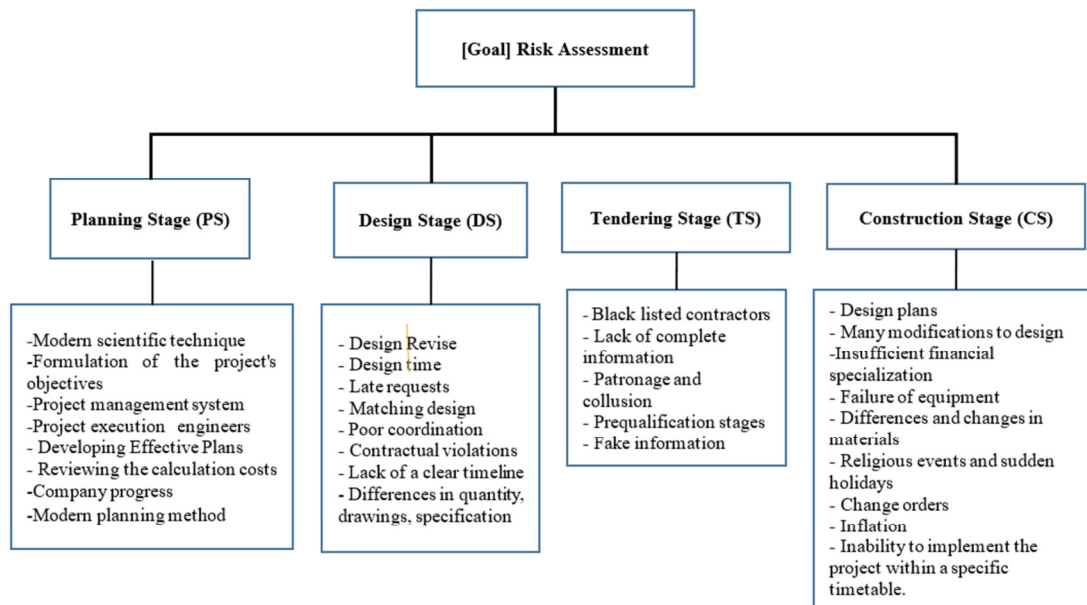 [Goal] Risk Assessment
Planning Stage (PS)
Design Stage (DS)
Tendering Stage (TS)
Construction Stage (CS)
-Modern scientific technique
-Formulation of the project's
objectives
-Project management system
-Project execution engineers
- Developing Effective Plans
- Reviewing the calculation costs
-Company progress
-Modern planning method
- Design Revise
- Design time
- Late requests
- Matching design
- Poor coordination
- Contractual violations
- Lack of a clear timeline
- Differences in quantity,
drawings, specification
- Black listed contractors
- Lack of complete
information
- Patronage and
collusion
- Prequalification stages
- Fake information
- Design plans
- Many modifications to design
-Insufficient financial
specialization
- Failure of equipment
- Differences and changes in
materials
- Religious events and sudden
holidays
- Change orders
- Inflation
- Inability to implement the
project within a specific
timetable.